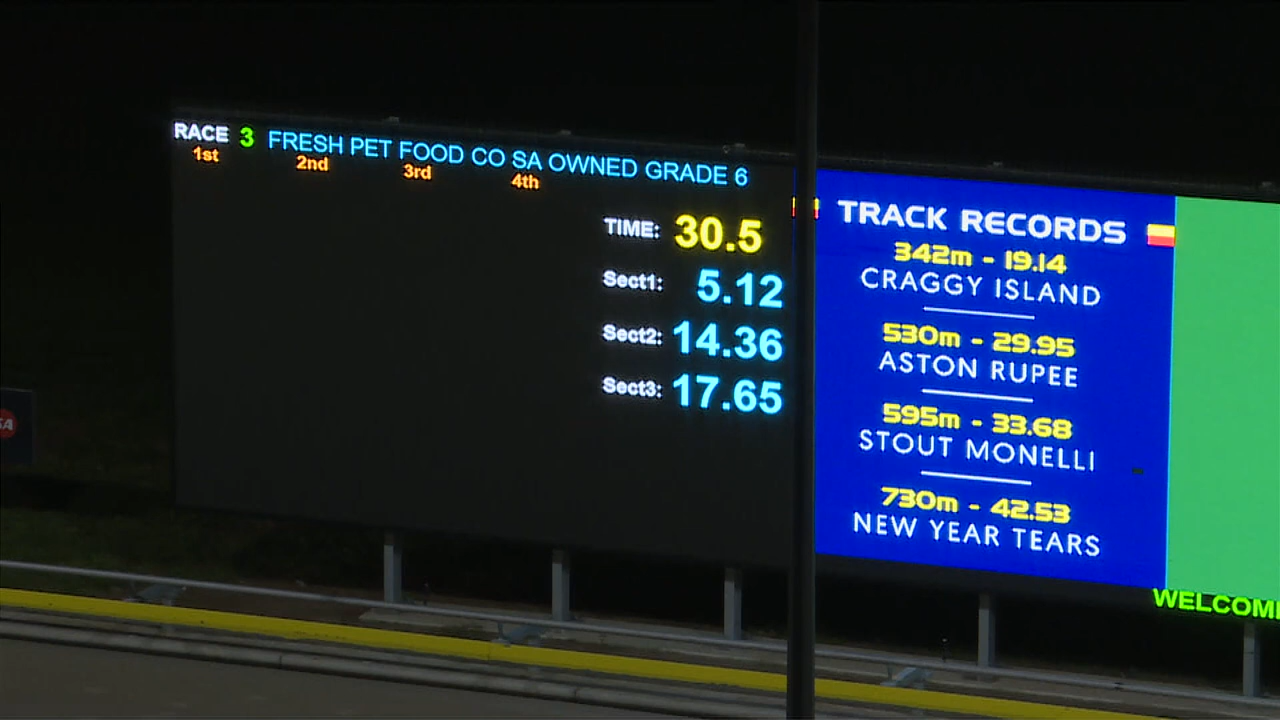 RACE 3 FRESH PET FOOD CO SA OWNED GRADE 6
1st 2nd 3rd 4th
TIME: 30.5
Sect1: 5.12
Sect2: 14.36
Sect3: 17.65
TRACK RECORDS
342m - 19.14
CRAGGY ISLAND
530m - 29.95
ASTON RUPEE
595m - 33.68
STOUT MONELLI
730m - 42.53
NEW YEAR TEARS
WELCOM
SA